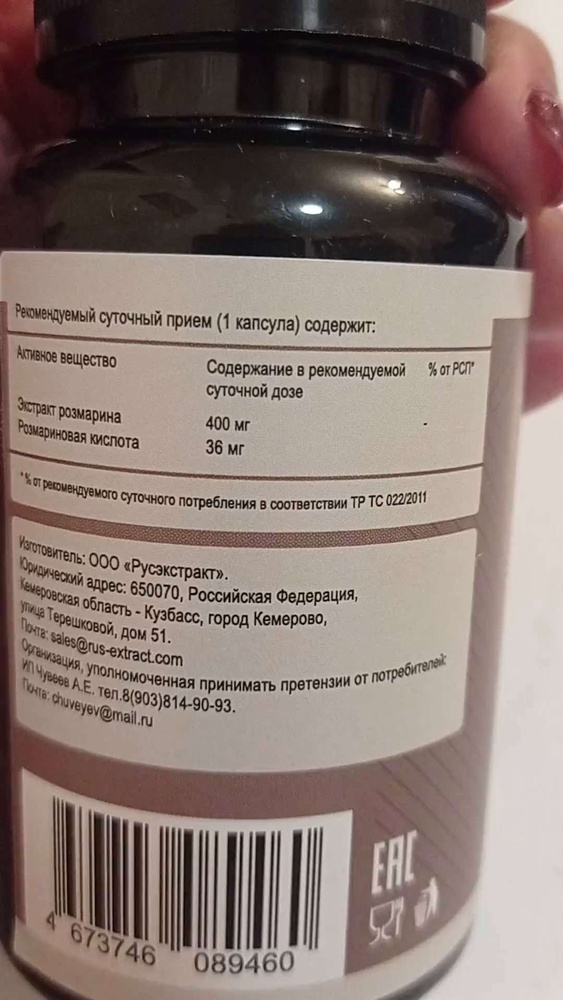 Рекомендуемый суточный прием (1 капсула) содержит:
Активное вещество Содержание в рекомендуемой суточной дозе % от РСП*
Экстракт розмарина 400 мг -
Розмариновая кислота 36 мг
*% от рекомендуемого суточного потребления в соответствии ТР ТС 022/2011
Изготовитель: ООО «Русэкстракт».
Юридический адрес: 650070, Российская Федерация,
Кемеровская область - Кузбасс, город Кемерово,
улица Терешковой, дом 51.
Почта: sales@rus-extract.com
Организация, уполномоченная принимать претензии от потребителей:
ИП Чувеев А.Е. тел.8(903)814-90-93.
Почта: chuveyev@mail.ru
EAC
4 673746 089460